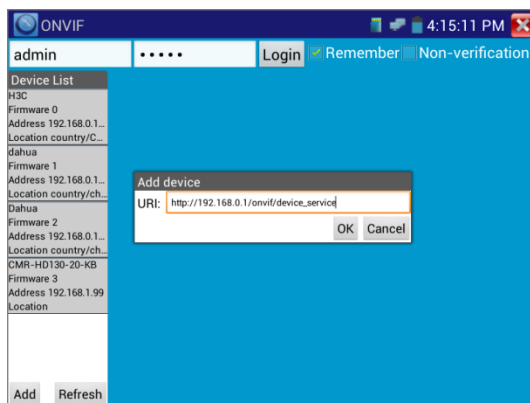 ONVIF
4:15:11 PM
admin
•••••
Login
Remember
Non-verification
Device List
H3C
Firmware 0
Address 192.168.0.1...
Location country/C...
dahua
Firmware 1
Address 192.168.0.1...
Location country/ch...
Dahua
Firmware 2
Address 192.168.0.1...
Location country/ch...
CMR-HD130-20-KB
Firmware 3
Address 192.168.1.99
Location
Add device
URI: http://192.168.0.1/onvif/device_service
OK Cancel
Add Refresh